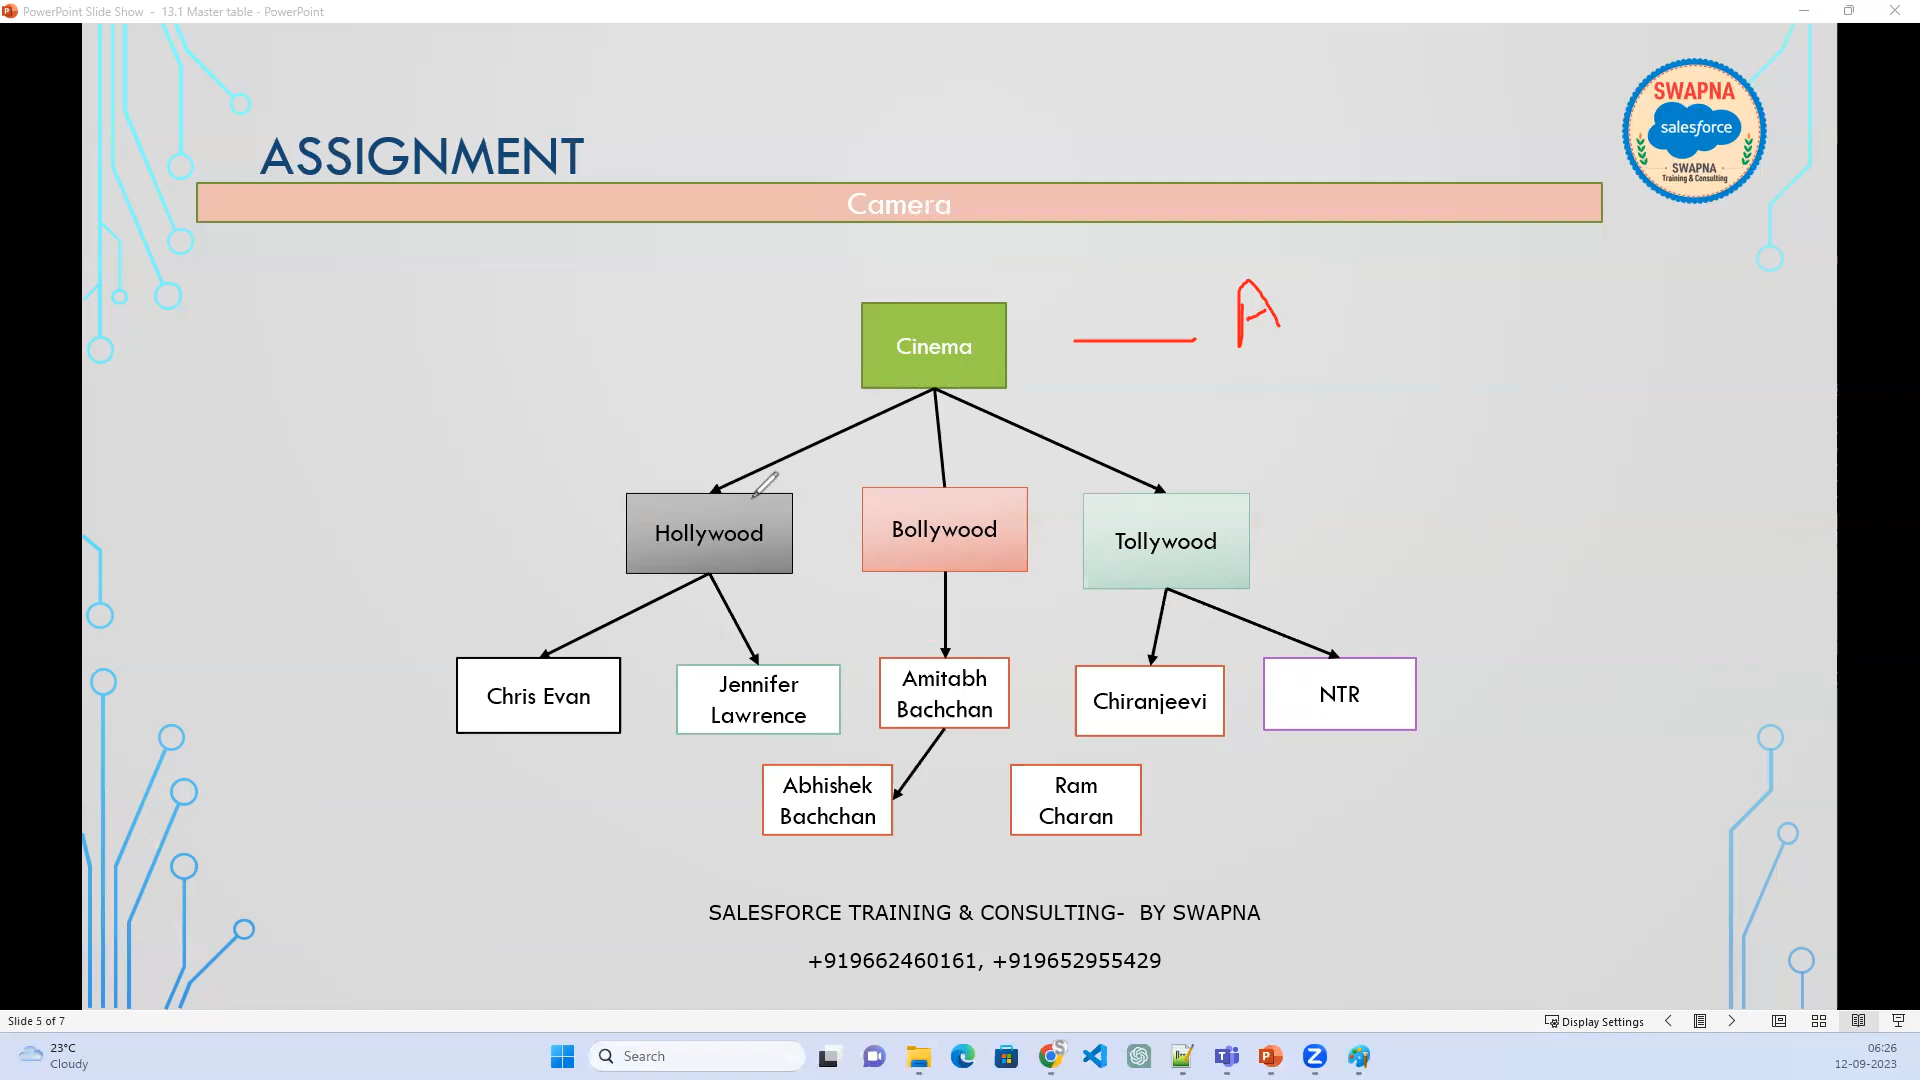 PowerPoint Slide Show - 13.1 Master table - PowerPoint
ASSIGNMENT
Camera
SWAPNA
salesforce
SWAPNA
Training & Consulting
Cinema
A
Hollywood
Bollywood
Tollywood
Chris Evan
Jennifer
Lawrence
Amitabh
Bachchan
Chiranjeevi
NTR
Abhishek
Bachchan
Ram
Charan
SALESFORCE TRAINING & CONSULTING- BY SWAPNA
+919662460161, +919652955429
Slide 5 of 7
Display Settings
23°C
Cloudy
Search
06:26
12-09-2023